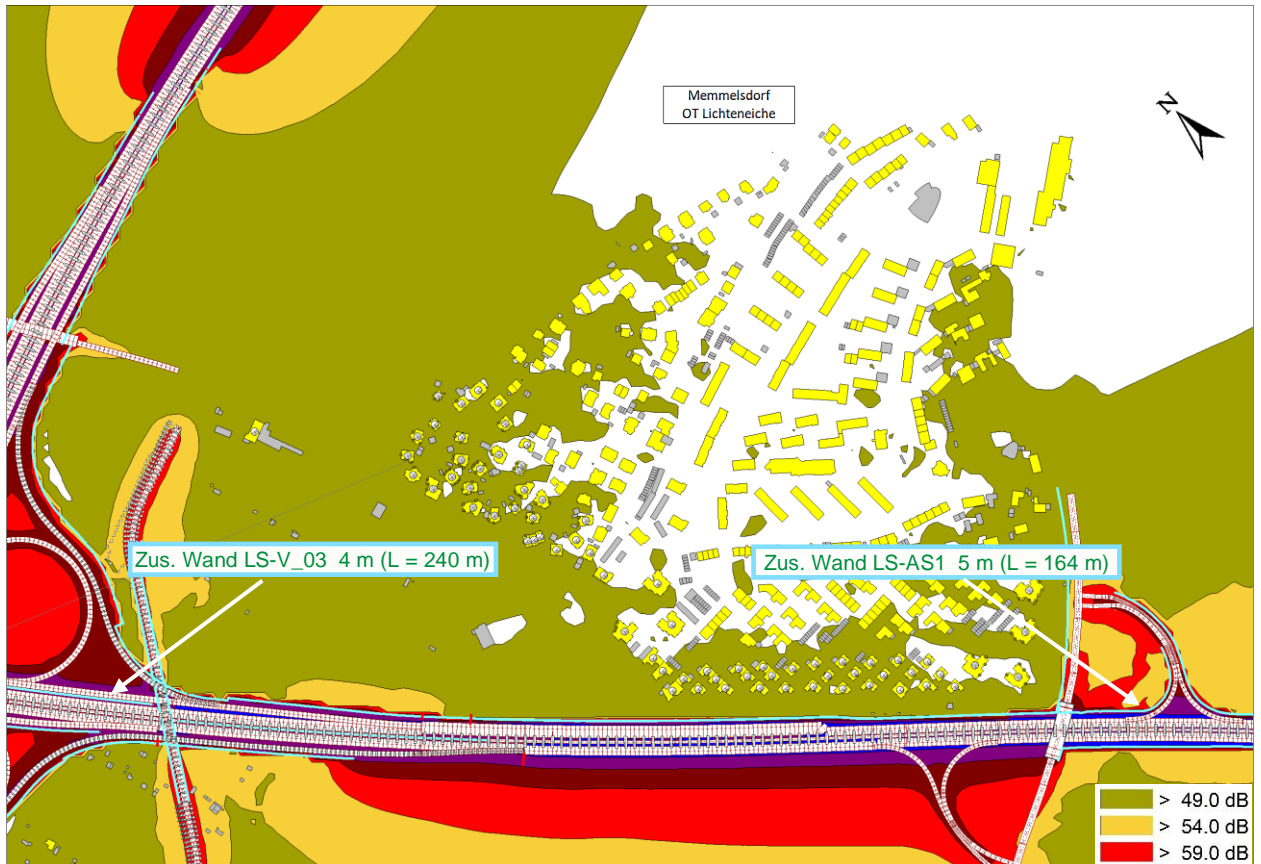 Memmelsdorf
OT Lichteneiche
N
Zus. Wand LS-V_03 4 m (L = 240 m)
Zus. Wand LS-AS1 5 m (L = 164 m)
> 49.0 dB
> 54.0 dB
> 59.0 dB